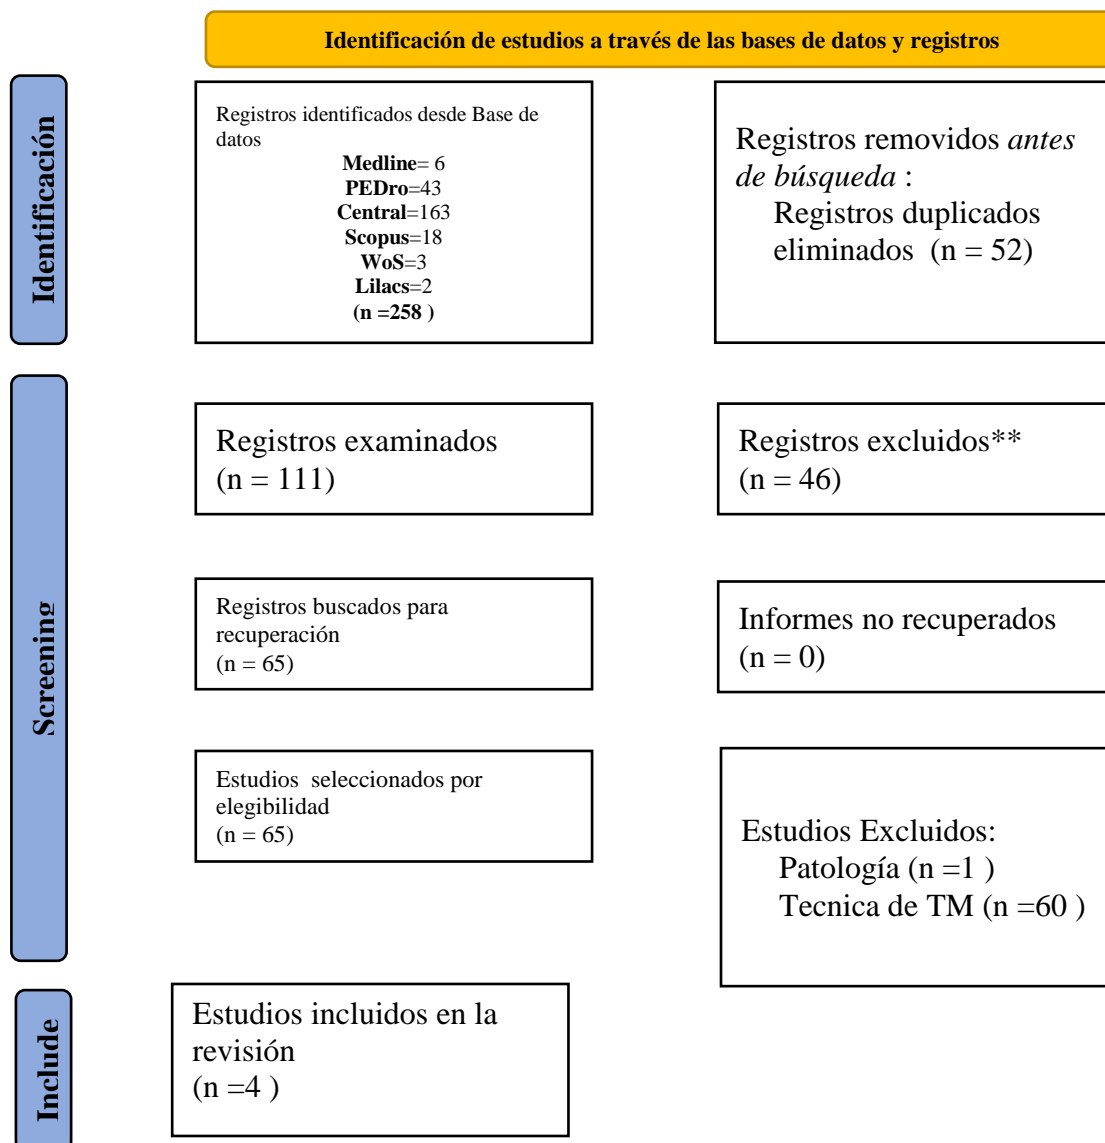 Identificación de estudios a través de las bases de datos y registros
Identificación
Registros identificados desde Base de
datos
Medline= 6
PEDro=43
Central=163
Scopus=18
WoS=3
Lilacs=2
(n =258 )
Registros removidos antes
de búsqueda :
Registros duplicados
eliminados (n = 52)
Screening
Registros examinados
(n = 111)
Registros excluidos**
(n = 46)
Registros buscados para
recuperación
(n = 65)
Informes no recuperados
(n = 0)
Estudios seleccionados por
elegibilidad
(n = 65)
Estudios Excluidos:
Patología (n =1 )
Tecnica de TM (n =60 )
Include
Estudios incluidos en la
revisión
(n =4 )